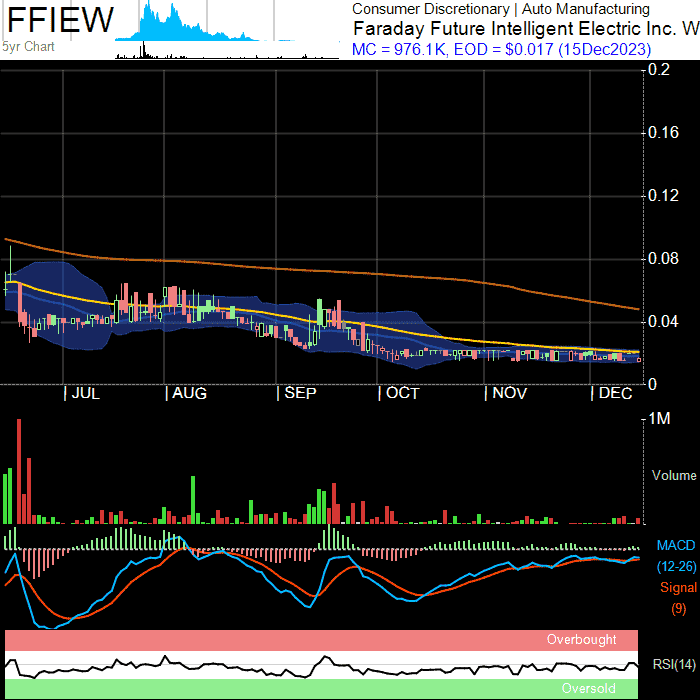 FFIEW
5yr Chart
Consumer Discretionary | Auto Manufacturing
Faraday Future Intelligent Electric Inc. W
MC = 976.1K, EOD = $0.017 (15Dec2023)
0.2
0.16
0.12
0.08
0.04
0
| JUL | AUG | SEP | OCT | NOV | DEC
1M
Volume
MACD
(12-26)
Signal
(9)
Overbought
RSI(14)
Oversold